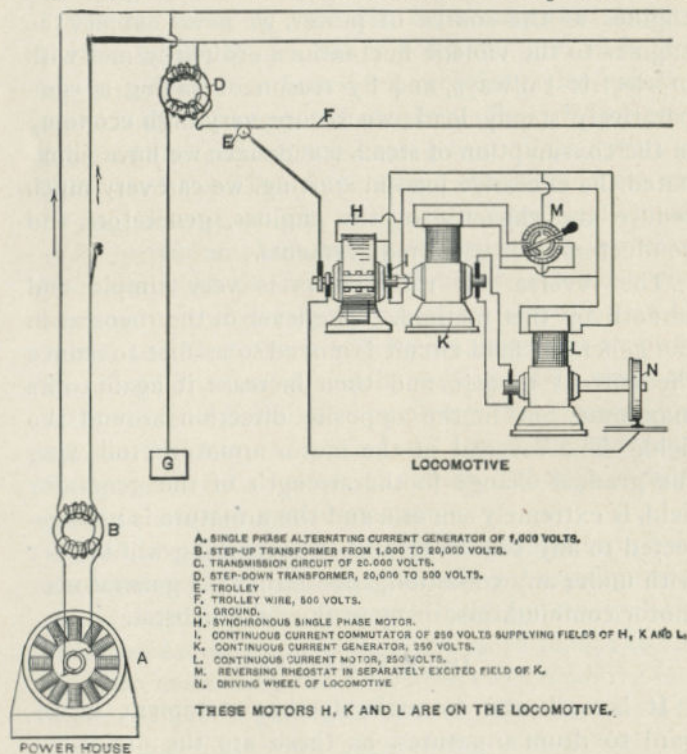 D
F
E
H
M
K
L
N
G
LOCOMOTIVE
B
A
A. SINGLE PHASE ALTERNATING CURRENT GENERATOR OF 1,000 VOLTS.
B. STEP-UP TRANSFORMER FROM 1,000 TO 20,000 VOLTS.
C. TRANSMISSION CIRCUIT OF 20.000 VOLTS.
D. STEP-DOWN TRANSFORMER, 20,000 TO 500 VOLTS.
E. TROLLEY
F. TROLLEY WIRE, 500 VOLTS.
G. GROUND.
H. SYNCHRONOUS SINGLE PHASE MOTOR.
I. CONTINUOUS CURRENT COMMUTATOR OF 250 VOLTS SUPPLYING FIELDS OF H, K AND L.
K. CONTINUOUS CURRENT GENERATOR, 250 VOLTS.
L. CONTINUOUS CURRENT MOTOR, 250 VOLTS.
M. REVERSING RHEOSTAT IN SEPARATELY EXCITED FIELD OF K.
N. DRIVING WHEEL OF LOCOMOTIVE
THESE MOTORS H, K AND L ARE ON THE LOCOMOTIVE.
POWER HOUSE